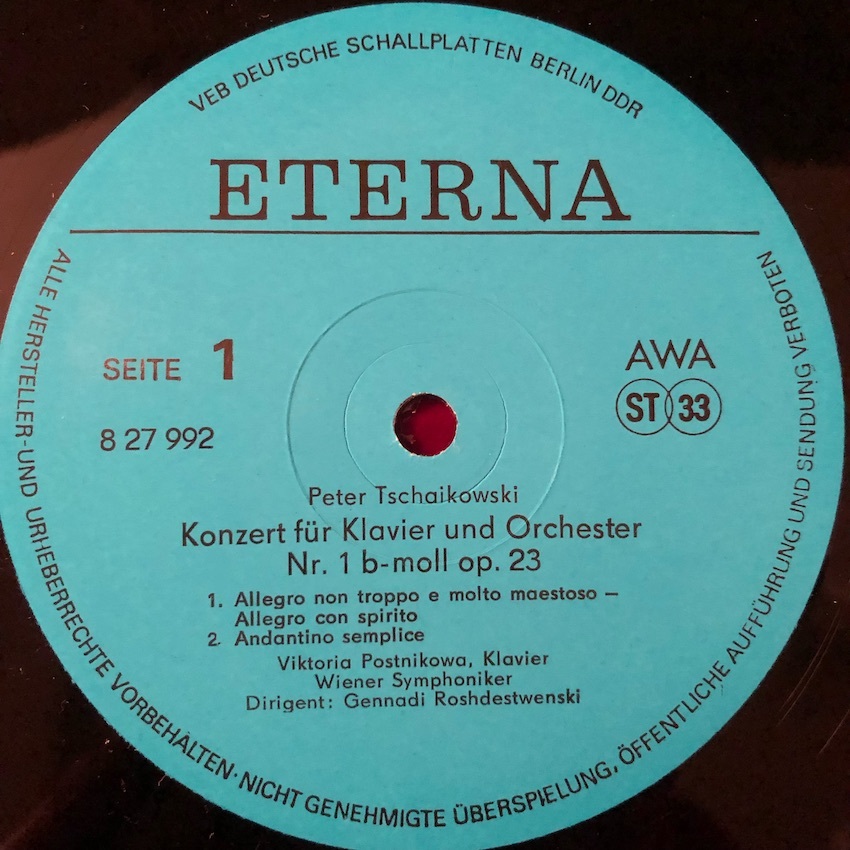 VEB DEUTSCHE SCHALLPLATTEN BERLIN DDR
ETERNA
SEITE 1
8 27 992
AWA
ST 33
Peter Tschaikowski
Konzert für Klavier und Orchester
Nr. 1 b-moll op. 23
1. Allegro non troppo e molto maestoso –
Allegro con spirito
2. Andantino semplice
Viktoria Postnikowa, Klavier
Wiener Symphoniker
Dirigent: Gennadi Roshdestwenski
ALLE HERSTELLER- UND URHEBERRECHTE VORBEHALTEN · NICHT GENEHMIGTE ÜBERSPIELUNG, ÖFFENTLICHE AUFFÜHRUNG UND SENDUNG VERBOTEN